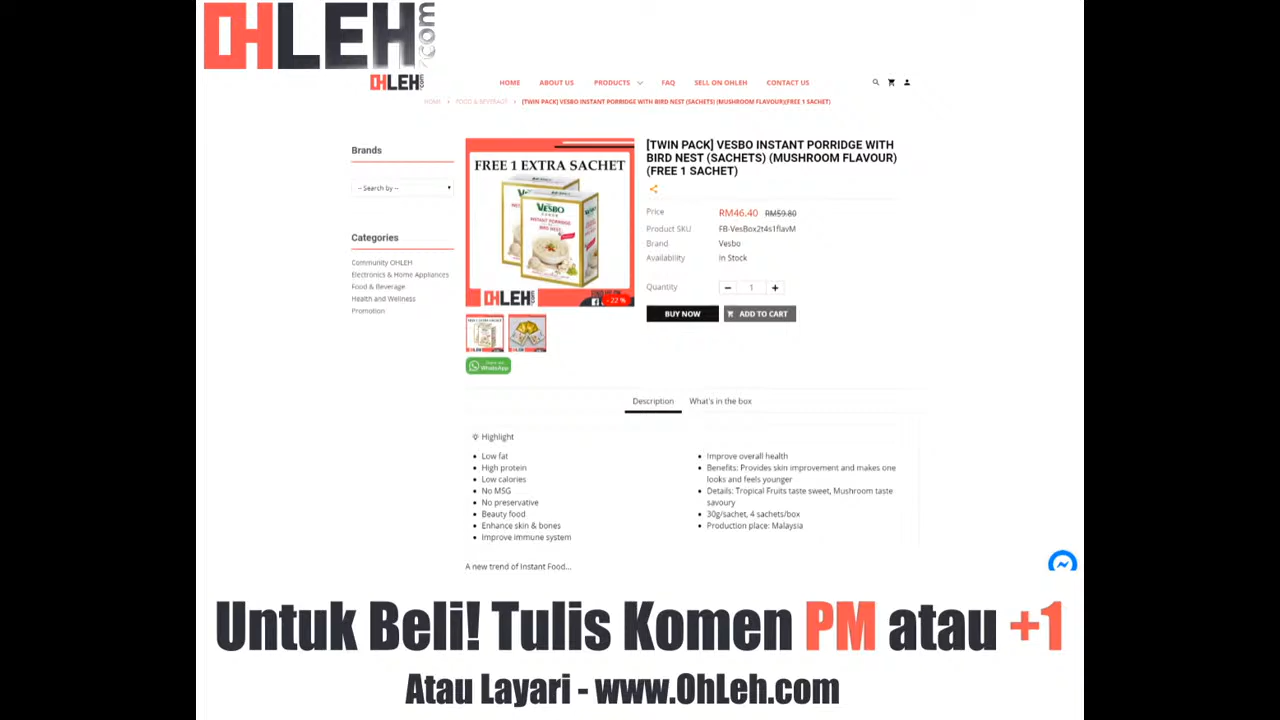 OHLEH.com
OHLEH.com
HOME ABOUT US PRODUCTS FAQ SELL ON OHLEH CONTACT US
HOME › FOOD & BEVERAGE › [TWIN PACK] VESBO INSTANT PORRIDGE WITH BIRD NEST (SACHETS) (MUSHROOM FLAVOUR)(FREE 1 SACHET)
Brands
-- Search by --
Categories
Community OHLEH
Electronics & Home Appliances
Food & Beverage
Health and Wellness
Promotion
FREE 1 EXTRA SACHET
VESBO
INSTANT PORRIDGE
BIRD NEST
OHLEH.com
- 22 %
WhatsApp
[TWIN PACK] VESBO INSTANT PORRIDGE WITH
BIRD NEST (SACHETS) (MUSHROOM FLAVOUR)
(FREE 1 SACHET)
Price RM46.40 RM59.80
Product SKU FB-VesBox2t4s1flavM
Brand Vesbo
Availability In Stock
Quantity - 1 +
BUY NOW ADD TO CART
Description What's in the box
Highlight
Low fat
High protein
Low calories
No MSG
No preservative
Beauty food
Enhance skin & bones
Improve immune system
Improve overall health
Benefits: Provides skin improvement and makes one
looks and feels younger
Details: Tropical Fruits taste sweet, Mushroom taste
savoury
30g/sachet, 4 sachets/box
Production place: Malaysia
A new trend of Instant Food...
Untuk Beli! Tulis Komen PM atau +1
Atau Layari - www.OhLeh.com